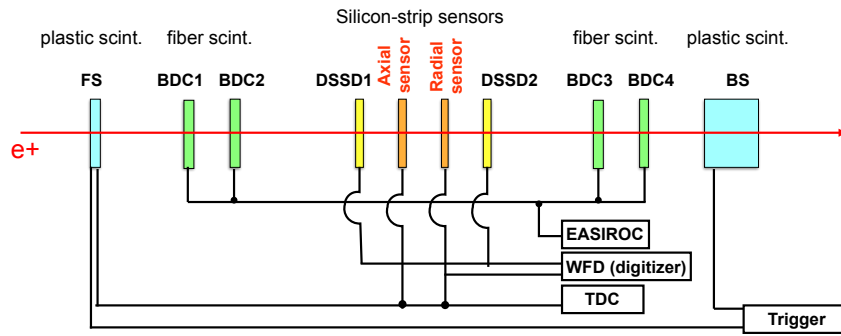 Silicon-strip sensors
plastic scint.
fiber scint.
fiber scint.
plastic scint.
FS
BDC1
BDC2
DSSD1
Axial
sensor
Radial
sensor
DSSD2
BDC3
BDC4
BS
e+
EASIROC
WFD (digitizer)
TDC
Trigger